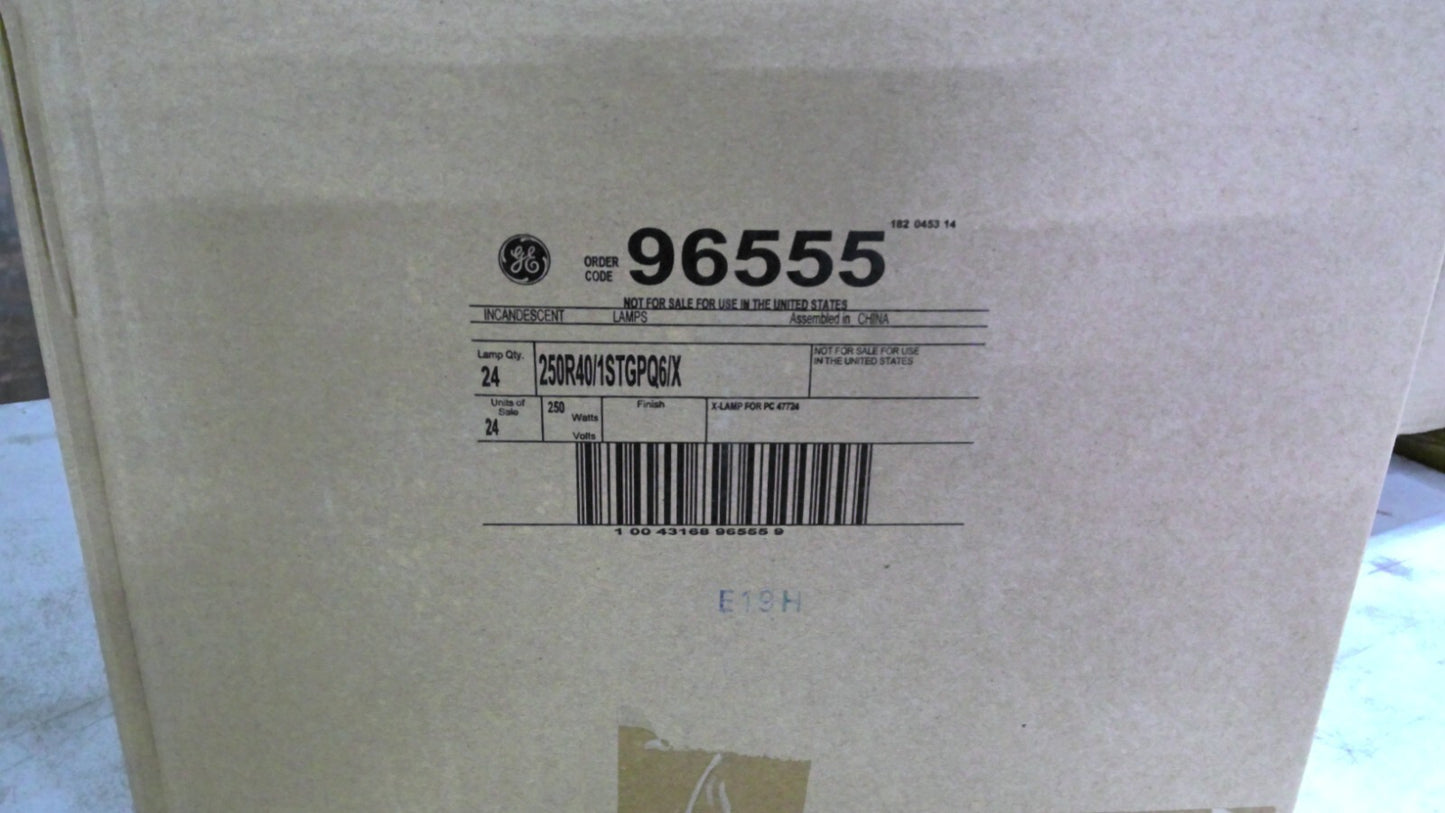 182 0453 14
GE
ORDER CODE 96555
NOT FOR SALE FOR USE IN THE UNITED STATES
INCANDESCENT LAMPS Assembled in CHINA
Lamp Qty.
24
250R40/1STGPQ6/X
NOT FOR SALE FOR USE
IN THE UNITED STATES
Units of
Sale
24
250
Watts
Volts
Finish
X-LAMP FOR PC 47724
1 00 43168 96555 9
E19H